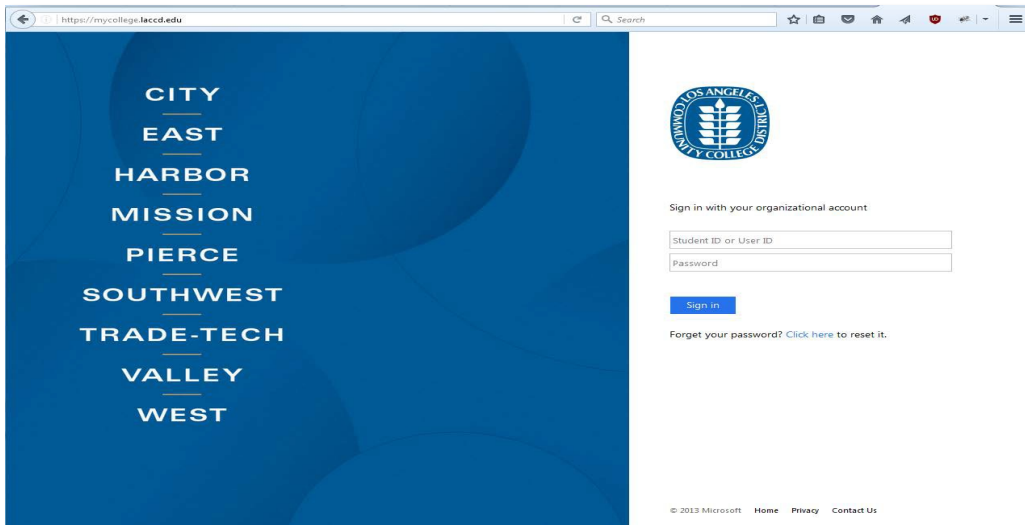 https://mycollege.laccd.edu
Search
CITY
EAST
HARBOR
MISSION
PIERCE
SOUTHWEST
TRADE-TECH
VALLEY
WEST
LOS ANGELES
COMMUNITY COLLEGE DISTRICT
Sign in with your organizational account
Student ID or User ID
Password
Sign in
Forget your password? Click here to reset it.
© 2013 Microsoft Home Privacy Contact Us